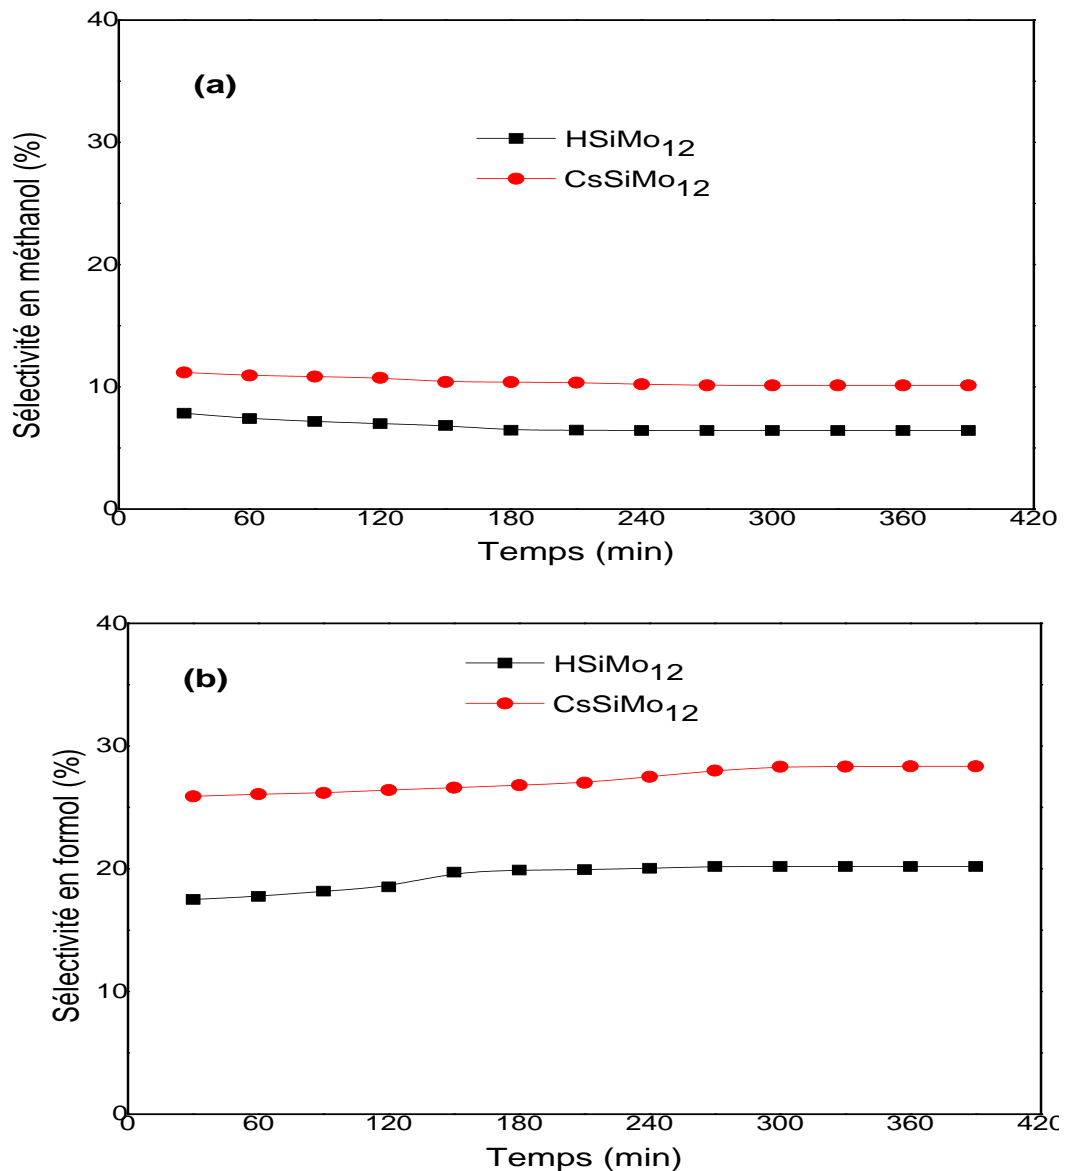 40
(a)
30
HSiMo12
CsSiMo12
Sélectivité en méthanol (%)
20
10
0
0 60 120 180 240 300 360 420
Temps (min)
40
HSiMo12
(b)
CsSiMo12
30
Sélectivité en formol (%)
20
10
0
0 60 120 180 240 300 360 420
Temps (min)